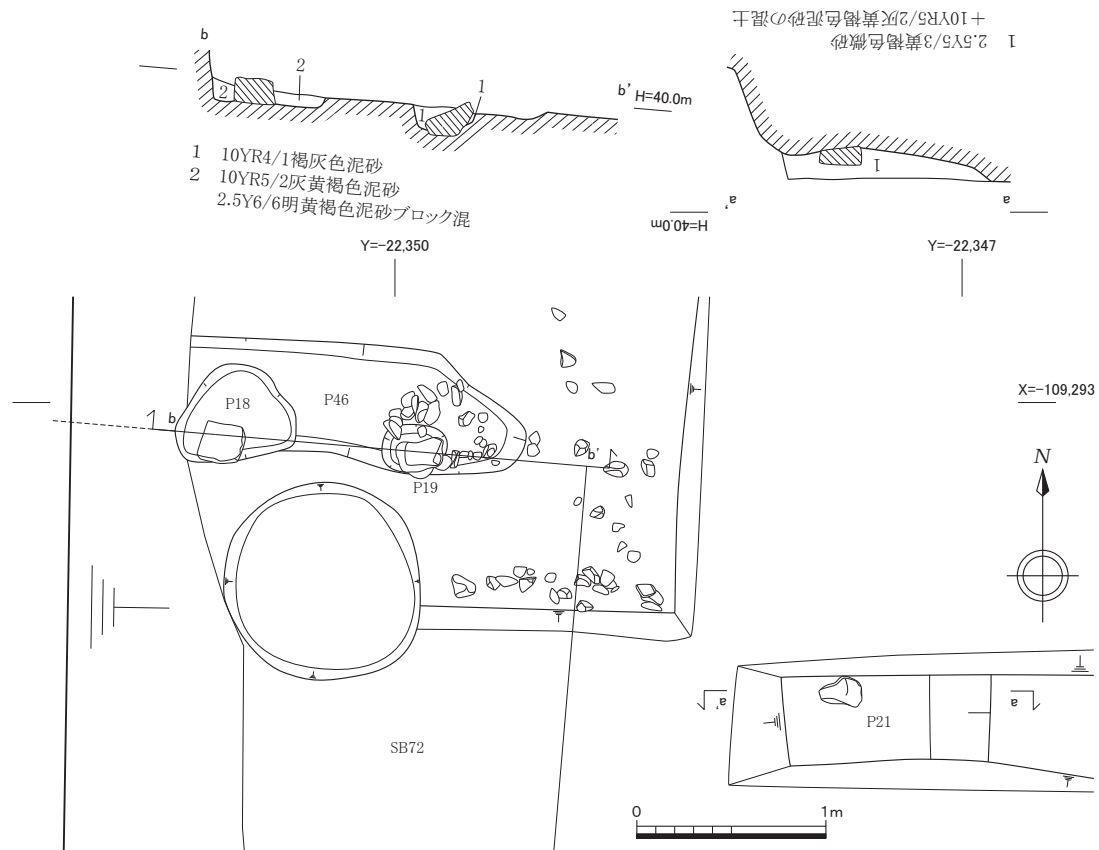 b
2
2
1
1
b' H=40.0m
1 10YR4/1褐灰色泥砂
2 10YR5/2灰黄褐色泥砂
2.5Y6/6明黄褐色泥砂ブロック混
1 2.5Y5/3黄褐色微砂
＋10YR5/2灰黄褐色泥砂の混土
1
a'
a
H=40.0m
Y=-22,350
Y=-22,347
X=-109,293
P18
P46
b
b'
P19
N
SB72
a'
a
P21
0
1m